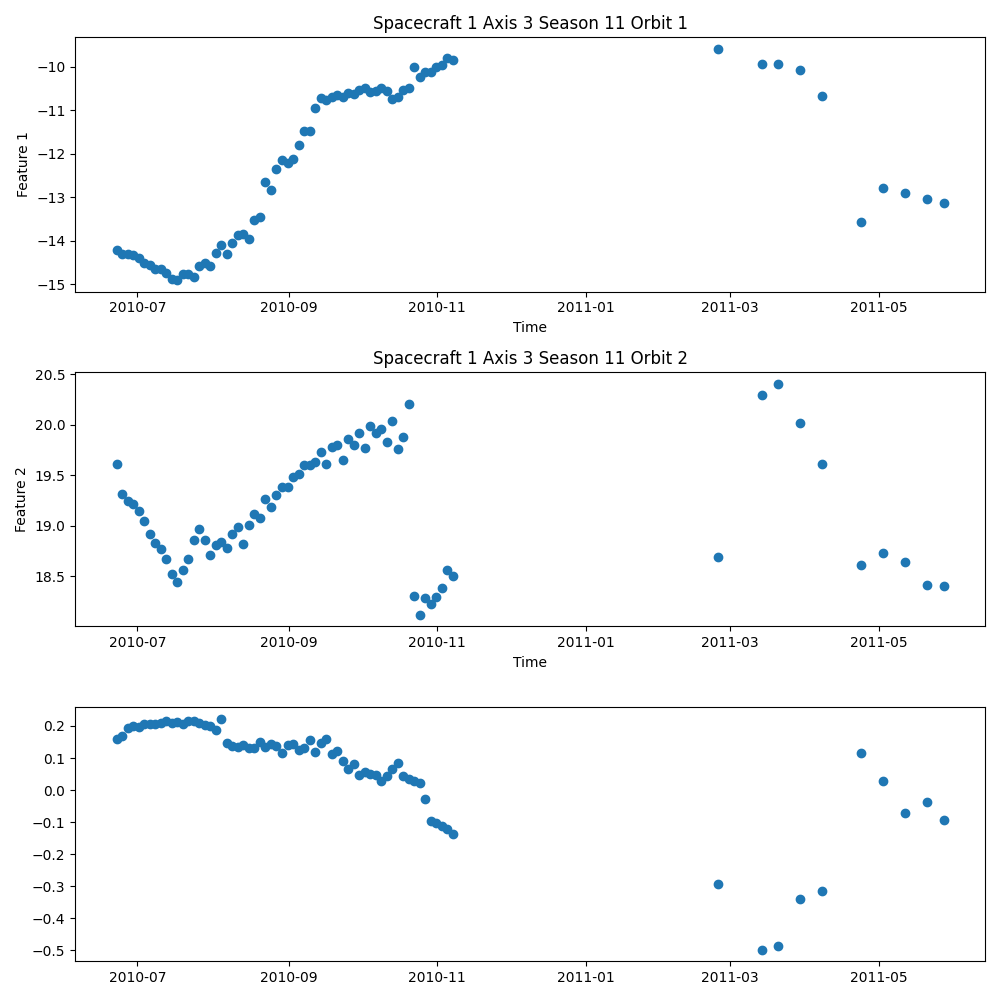 Spacecraft 1 Axis 3 Season 11 Orbit 1
−10
−11
−12
−13
−14
−15
Feature 1
2010-07 2010-09 2010-11 2011-01 2011-03 2011-05
Time
Spacecraft 1 Axis 3 Season 11 Orbit 2
20.5
20.0
19.5
19.0
18.5
Feature 2
2010-07 2010-09 2010-11 2011-01 2011-03 2011-05
Time
0.2
0.1
0.0
−0.1
−0.2
−0.3
−0.4
−0.5
2010-07 2010-09 2010-11 2011-01 2011-03 2011-05